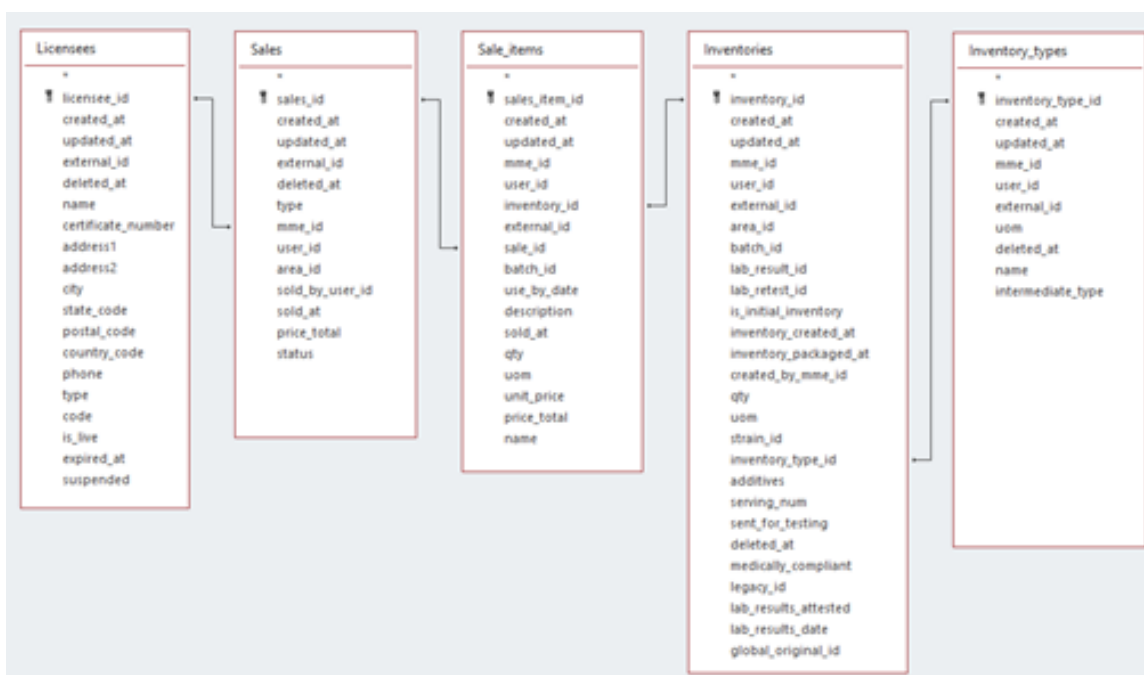 Licensees
*
licensee_id
created_at
updated_at
external_id
deleted_at
name
certificate_number
address1
address2
city
state_code
postal_code
country_code
phone
type
code
is_live
expired_at
suspended
Sales
*
sales_id
created_at
updated_at
external_id
deleted_at
type
mme_id
user_id
area_id
sold_by_user_id
sold_at
price_total
status
Sale_items
*
sales_item_id
created_at
updated_at
mme_id
user_id
inventory_id
external_id
sale_id
batch_id
use_by_date
description
sold_at
qty
uom
unit_price
price_total
name
Inventories
*
inventory_id
created_at
updated_at
mme_id
user_id
external_id
area_id
batch_id
lab_result_id
lab_retest_id
is_initial_inventory
inventory_created_at
inventory_packaged_at
created_by_mme_id
qty
uom
strain_id
inventory_type_id
additives
serving_num
sent_for_testing
deleted_at
medically_compliant
legacy_id
lab_results_attested
lab_results_date
global_original_id
Inventory_types
*
inventory_type_id
created_at
updated_at
mme_id
user_id
external_id
uom
deleted_at
name
intermediate_type